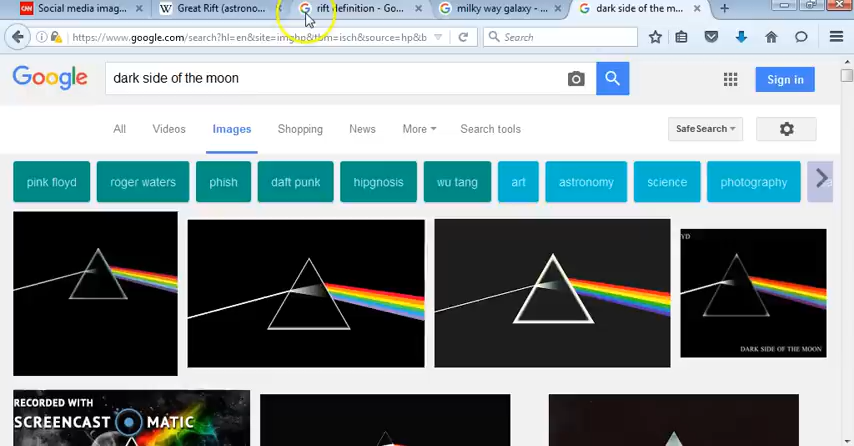 CNN Social media imag...
W Great Rift (astrono...
G rift definition - Go...
G milky way galaxy - ...
G dark side of the m...
https://www.google.com/search?hl=en&site=imghp&tbm=isch&source=hp&b
Search
Google
dark side of the moon
Sign in
All
Videos
Images
Shopping
News
More
Search tools
SafeSearch
pink floyd
roger waters
phish
daft punk
hipgnosis
wu tang
art
astronomy
science
photography
YD
DARK SIDE OF THE MOON
RECORDED WITH
SCREENCAST MATIC